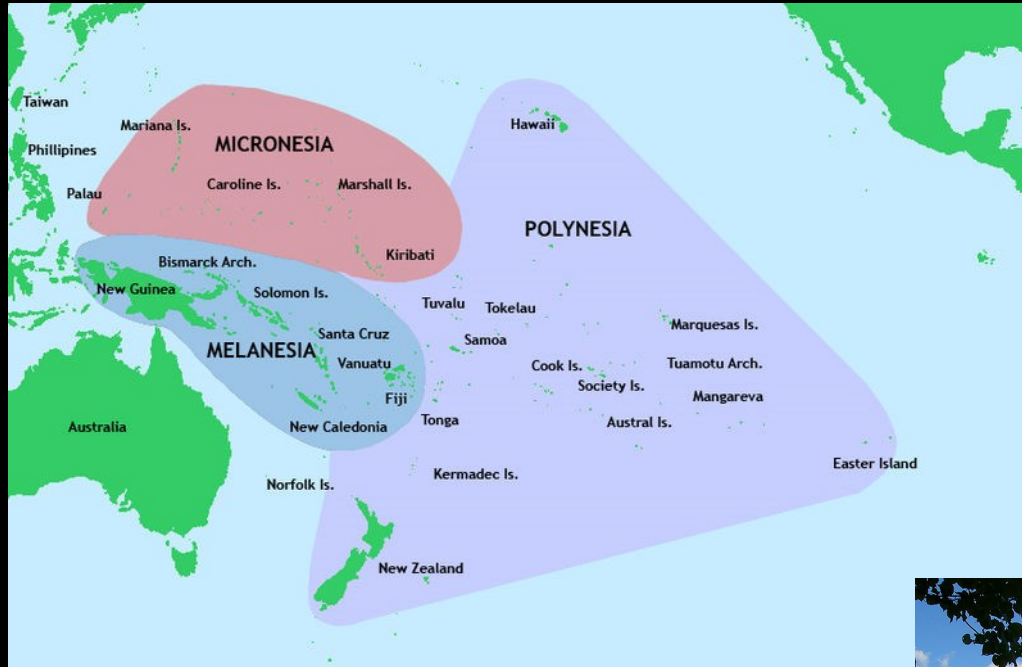 Taiwan
Mariana Is.
Hawaii
Phillipines
MICRONESIA
Palau
Caroline Is.
Marshall Is.
POLYNESIA
Kiribati
Bismarck Arch.
New Guinea
Solomon Is.
Tuvalu
Tokelau
Santa Cruz
Marquesas Is.
Samoa
MELANESIA
Vanuatu
Cook Is.
Tuamotu Arch.
Society Is.
Fiji
Mangareva
Australia
New Caledonia
Tonga
Austral Is.
Easter Island
Norfolk Is.
Kermadec Is.
New Zealand